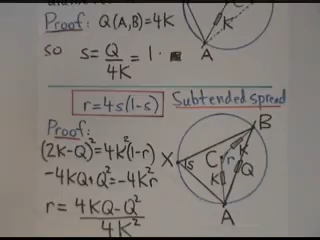 Proof: Q(A,B)=4K
so s = Q/4K = 1.
K
A
r=4s(1-s) Subtended spread
Proof:
(2K-Q)²=4K²(1-r)
-4KQ+Q²=-4K²r
r = (4KQ-Q²)/4K²
B
X
s
C
r
K
K
Q
A